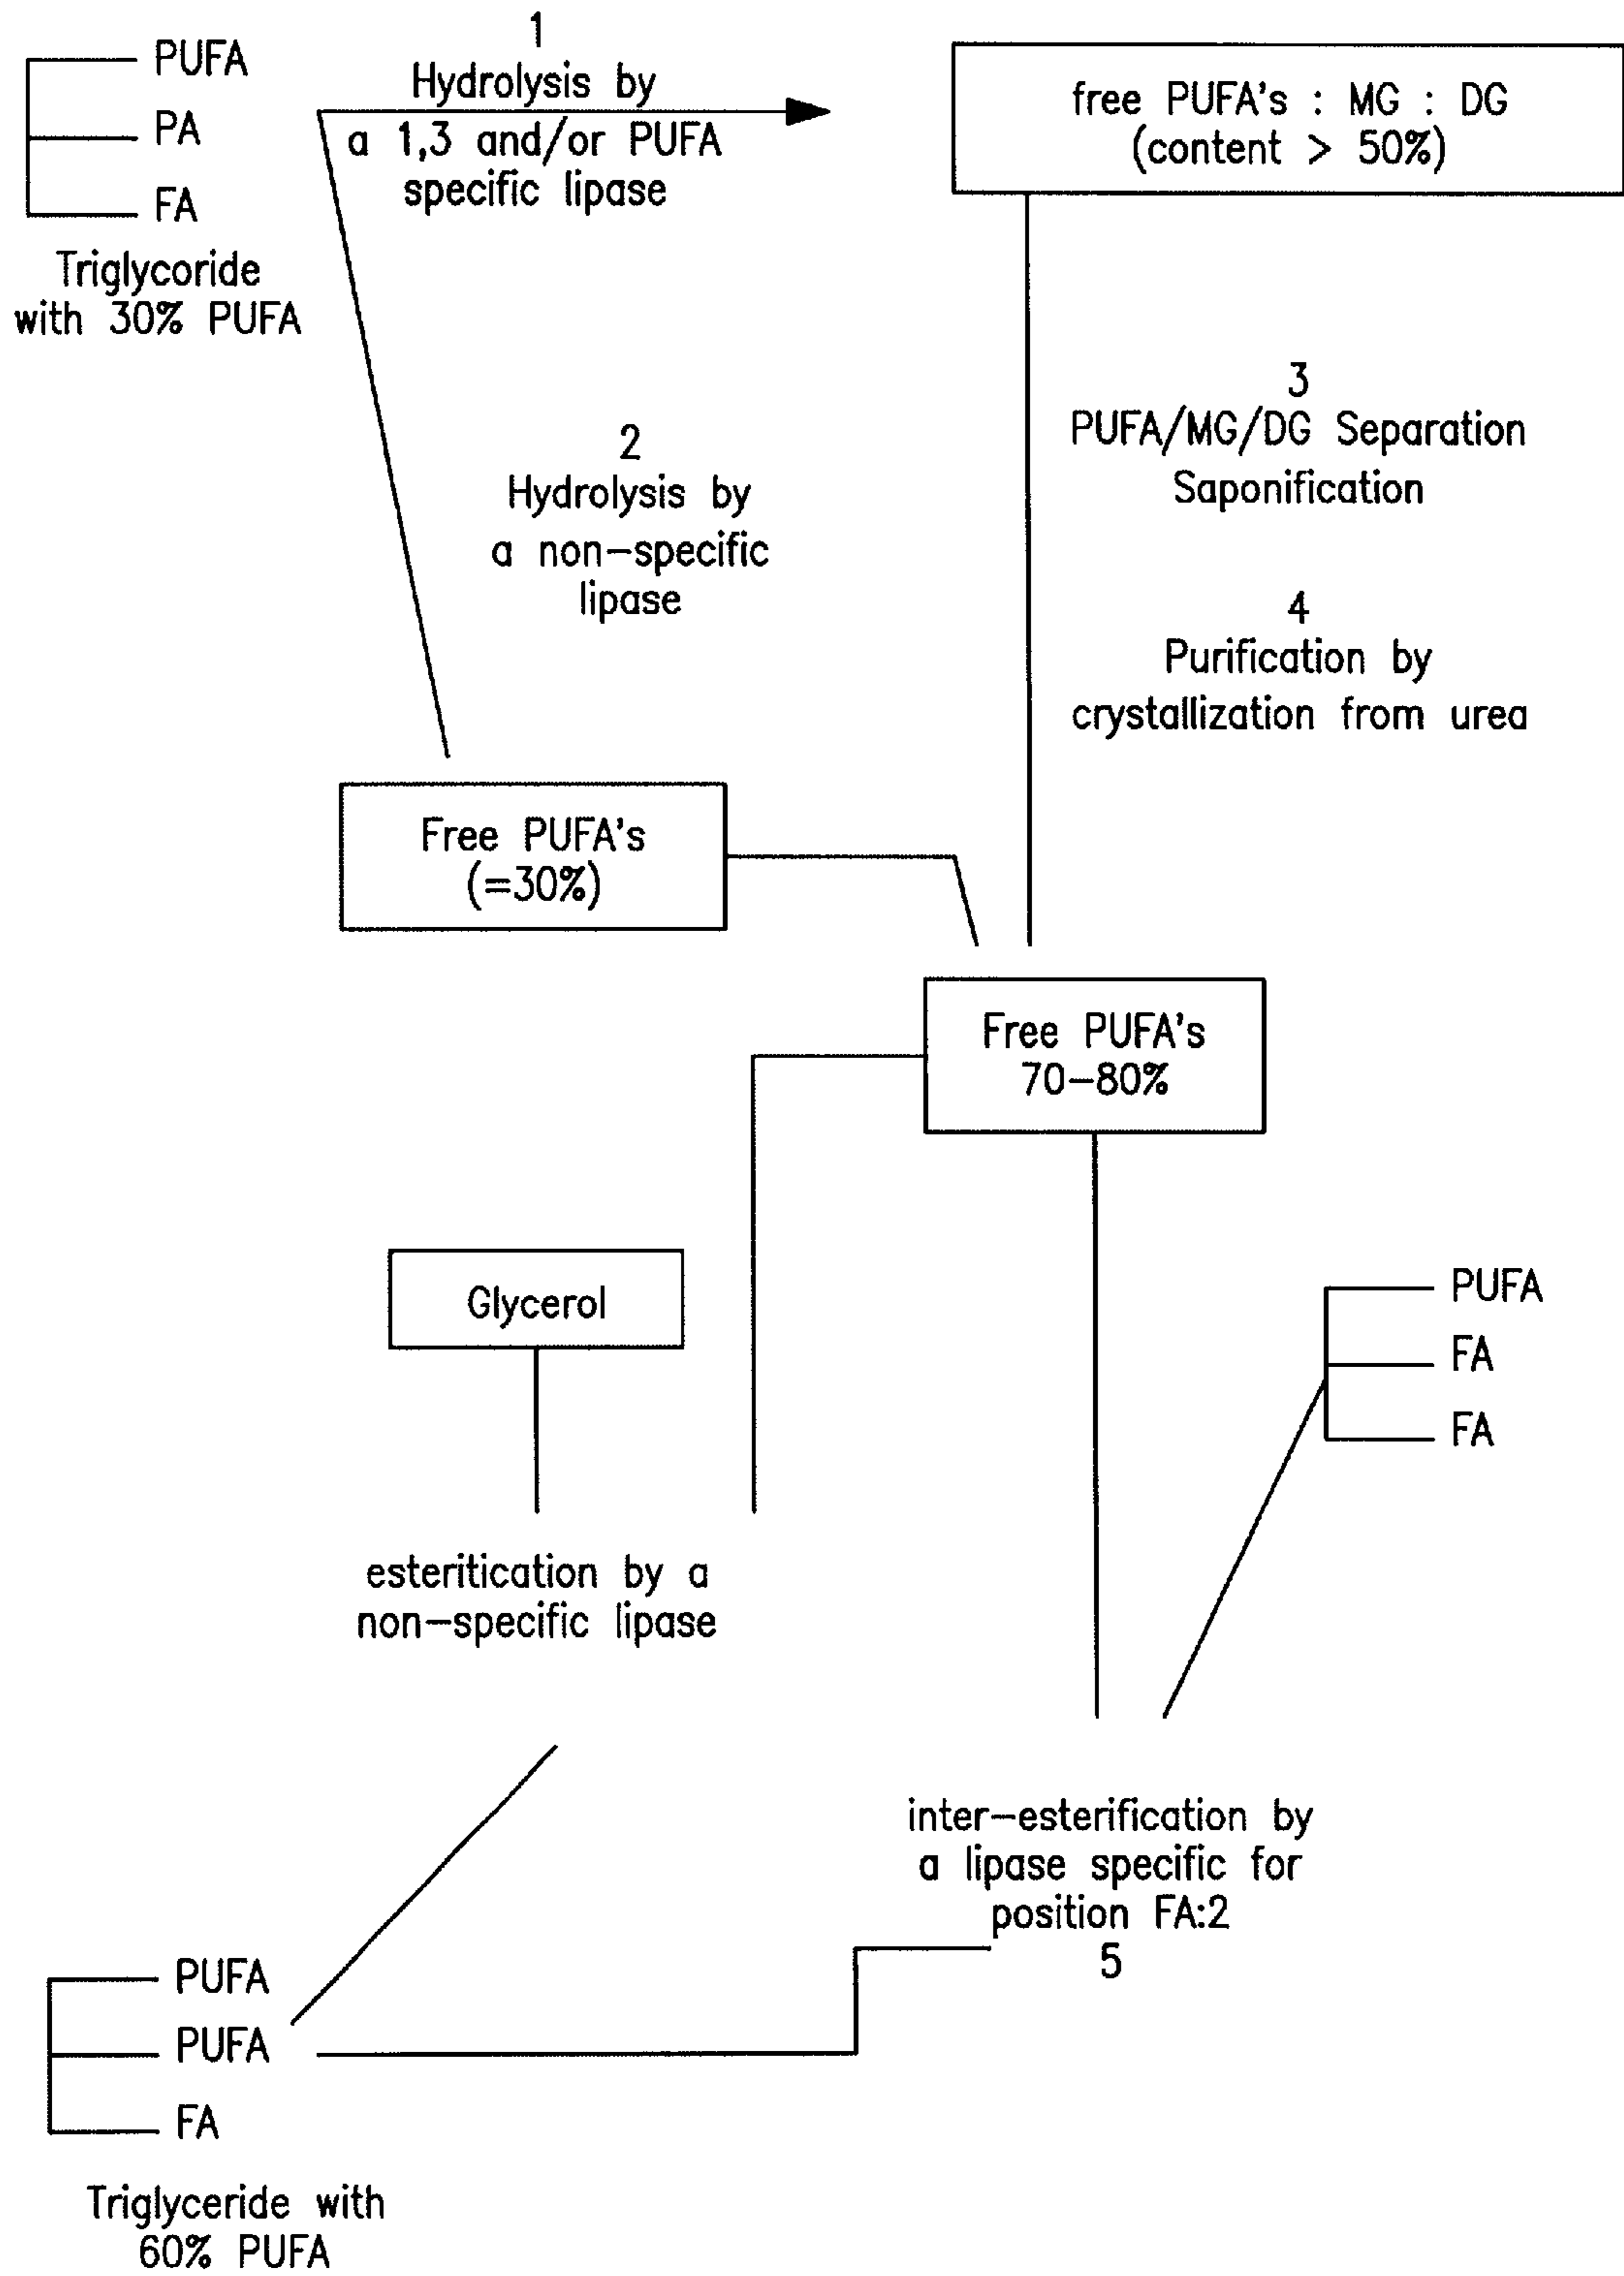 PUFA
PA
FA
Triglycoride
with 30% PUFA
1
Hydrolysis by
a 1,3 and/or PUFA
specific lipase
free PUFA's : MG : DG
(content > 50%)
2
Hydrolysis by
a non-specific
lipase
3
PUFA/MG/DG Separation
Saponification
4
Purification by
crystallization from urea
Free PUFA's
(=30%)
Free PUFA's
70-80%
Glycerol
PUFA
FA
FA
esteritication by a
non-specific lipase
inter-esterification by
a lipase specific for
position FA:2
5
PUFA
PUFA
FA
Triglyceride with
60% PUFA